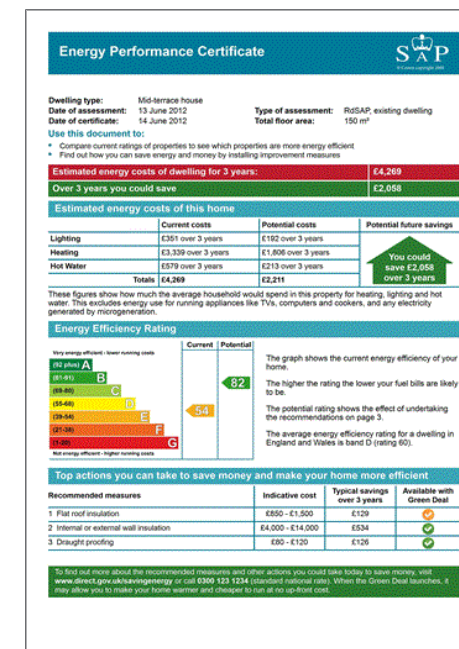 Energy Performance Certificate
SAP
Dwelling type: Mid-terrace house
Date of assessment: 13 June 2012 Type of assessment: RdSAP, existing dwelling
Date of certificate: 14 June 2012 Total floor area: 150 m²
Use this document to:
• Compare current ratings of properties to see which properties are more energy efficient
• Find out how you can save energy and money by installing improvement measures
Estimated energy costs of dwelling for 3 years: £4,269
Over 3 years you could save £2,058
Estimated energy costs of this home
Current costs Potential costs Potential future savings
Lighting £351 over 3 years £192 over 3 years
Heating £3,339 over 3 years £1,806 over 3 years
Hot Water £579 over 3 years £213 over 3 years
Totals £4,269 £2,211
You could
save £2,058
over 3 years
These figures show how much the average household would spend in this property for heating, lighting and hot
water. This excludes energy use for running appliances like TVs, computers and cookers, and any electricity
generated by microgeneration.
Energy Efficiency Rating
Current Potential
Very energy efficient - lower running costs
(92 plus) A
(81-91) B
(69-80) C
(55-68) D
(39-54) E
(21-38) F
(1-20) G
Not energy efficient - higher running costs
54
82
The graph shows the current energy efficiency of your
home.
The higher the rating the lower your fuel bills are likely
to be.
The potential rating shows the effect of undertaking
the recommendations on page 3.
The average energy efficiency rating for a dwelling in
England and Wales is band D (rating 60).
Top actions you can take to save money and make your home more efficient
Recommended measures Indicative cost Typical savings over 3 years Available with Green Deal
1 Flat roof insulation £850 - £1,500 £129
2 Internal or external wall insulation £4,000 - £14,000 £534
3 Draught proofing £80 - £120 £126
To find out more about the recommended measures and other actions you could take today to save money, visit
www.direct.gov.uk/savingenergy or call 0300 123 1234 (standard national rate). When the Green Deal launches, it
may allow you to make your home warmer and cheaper to run at no up-front cost.